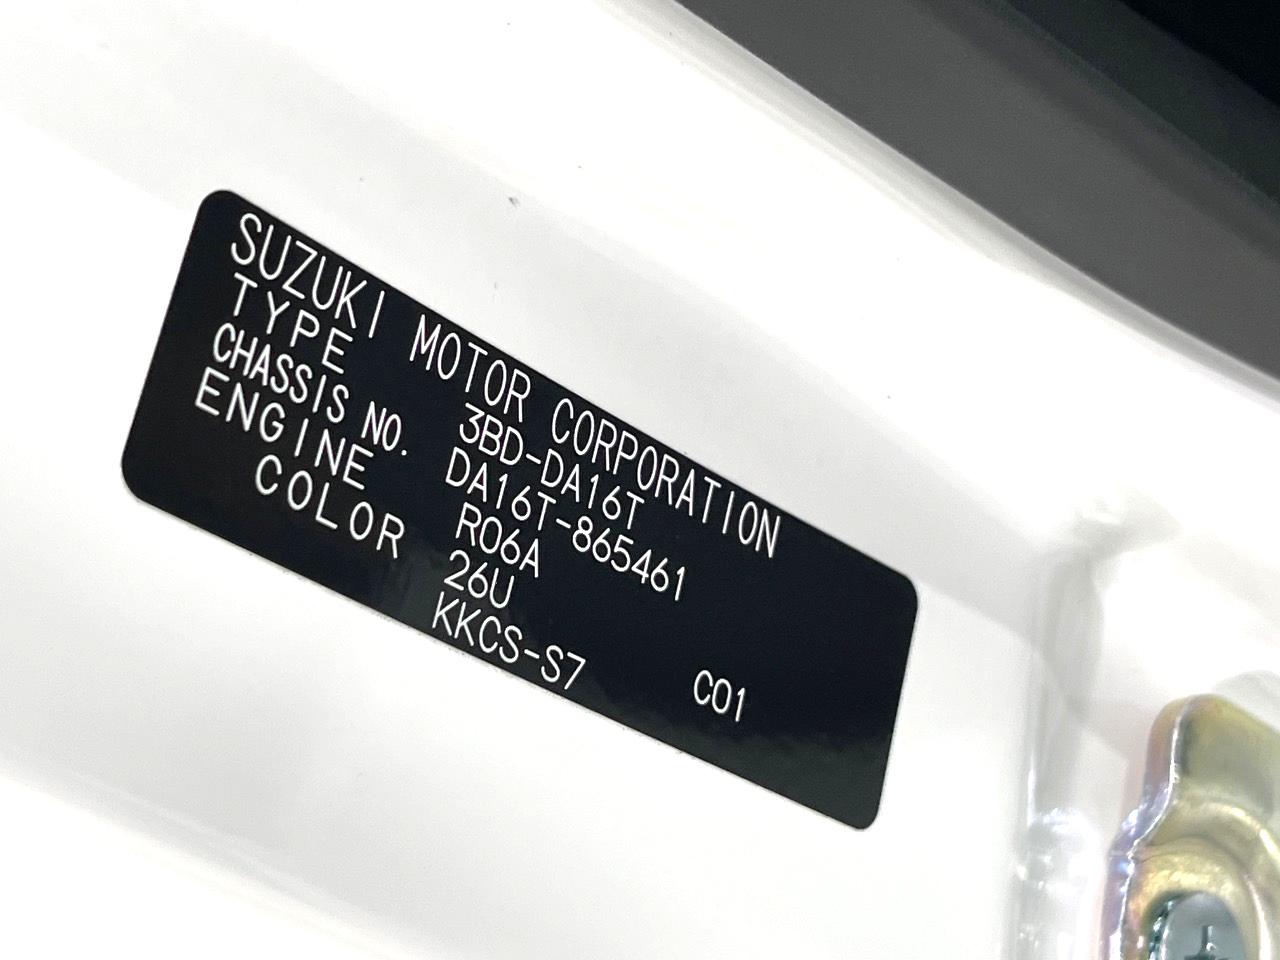 SUZUKI MOTOR CORPORATION
TYPE 3BD-DA16T
CHASSIS NO. DA16T-865461
ENGINE R06A
COLOR 26U
KKCS-S7 C01